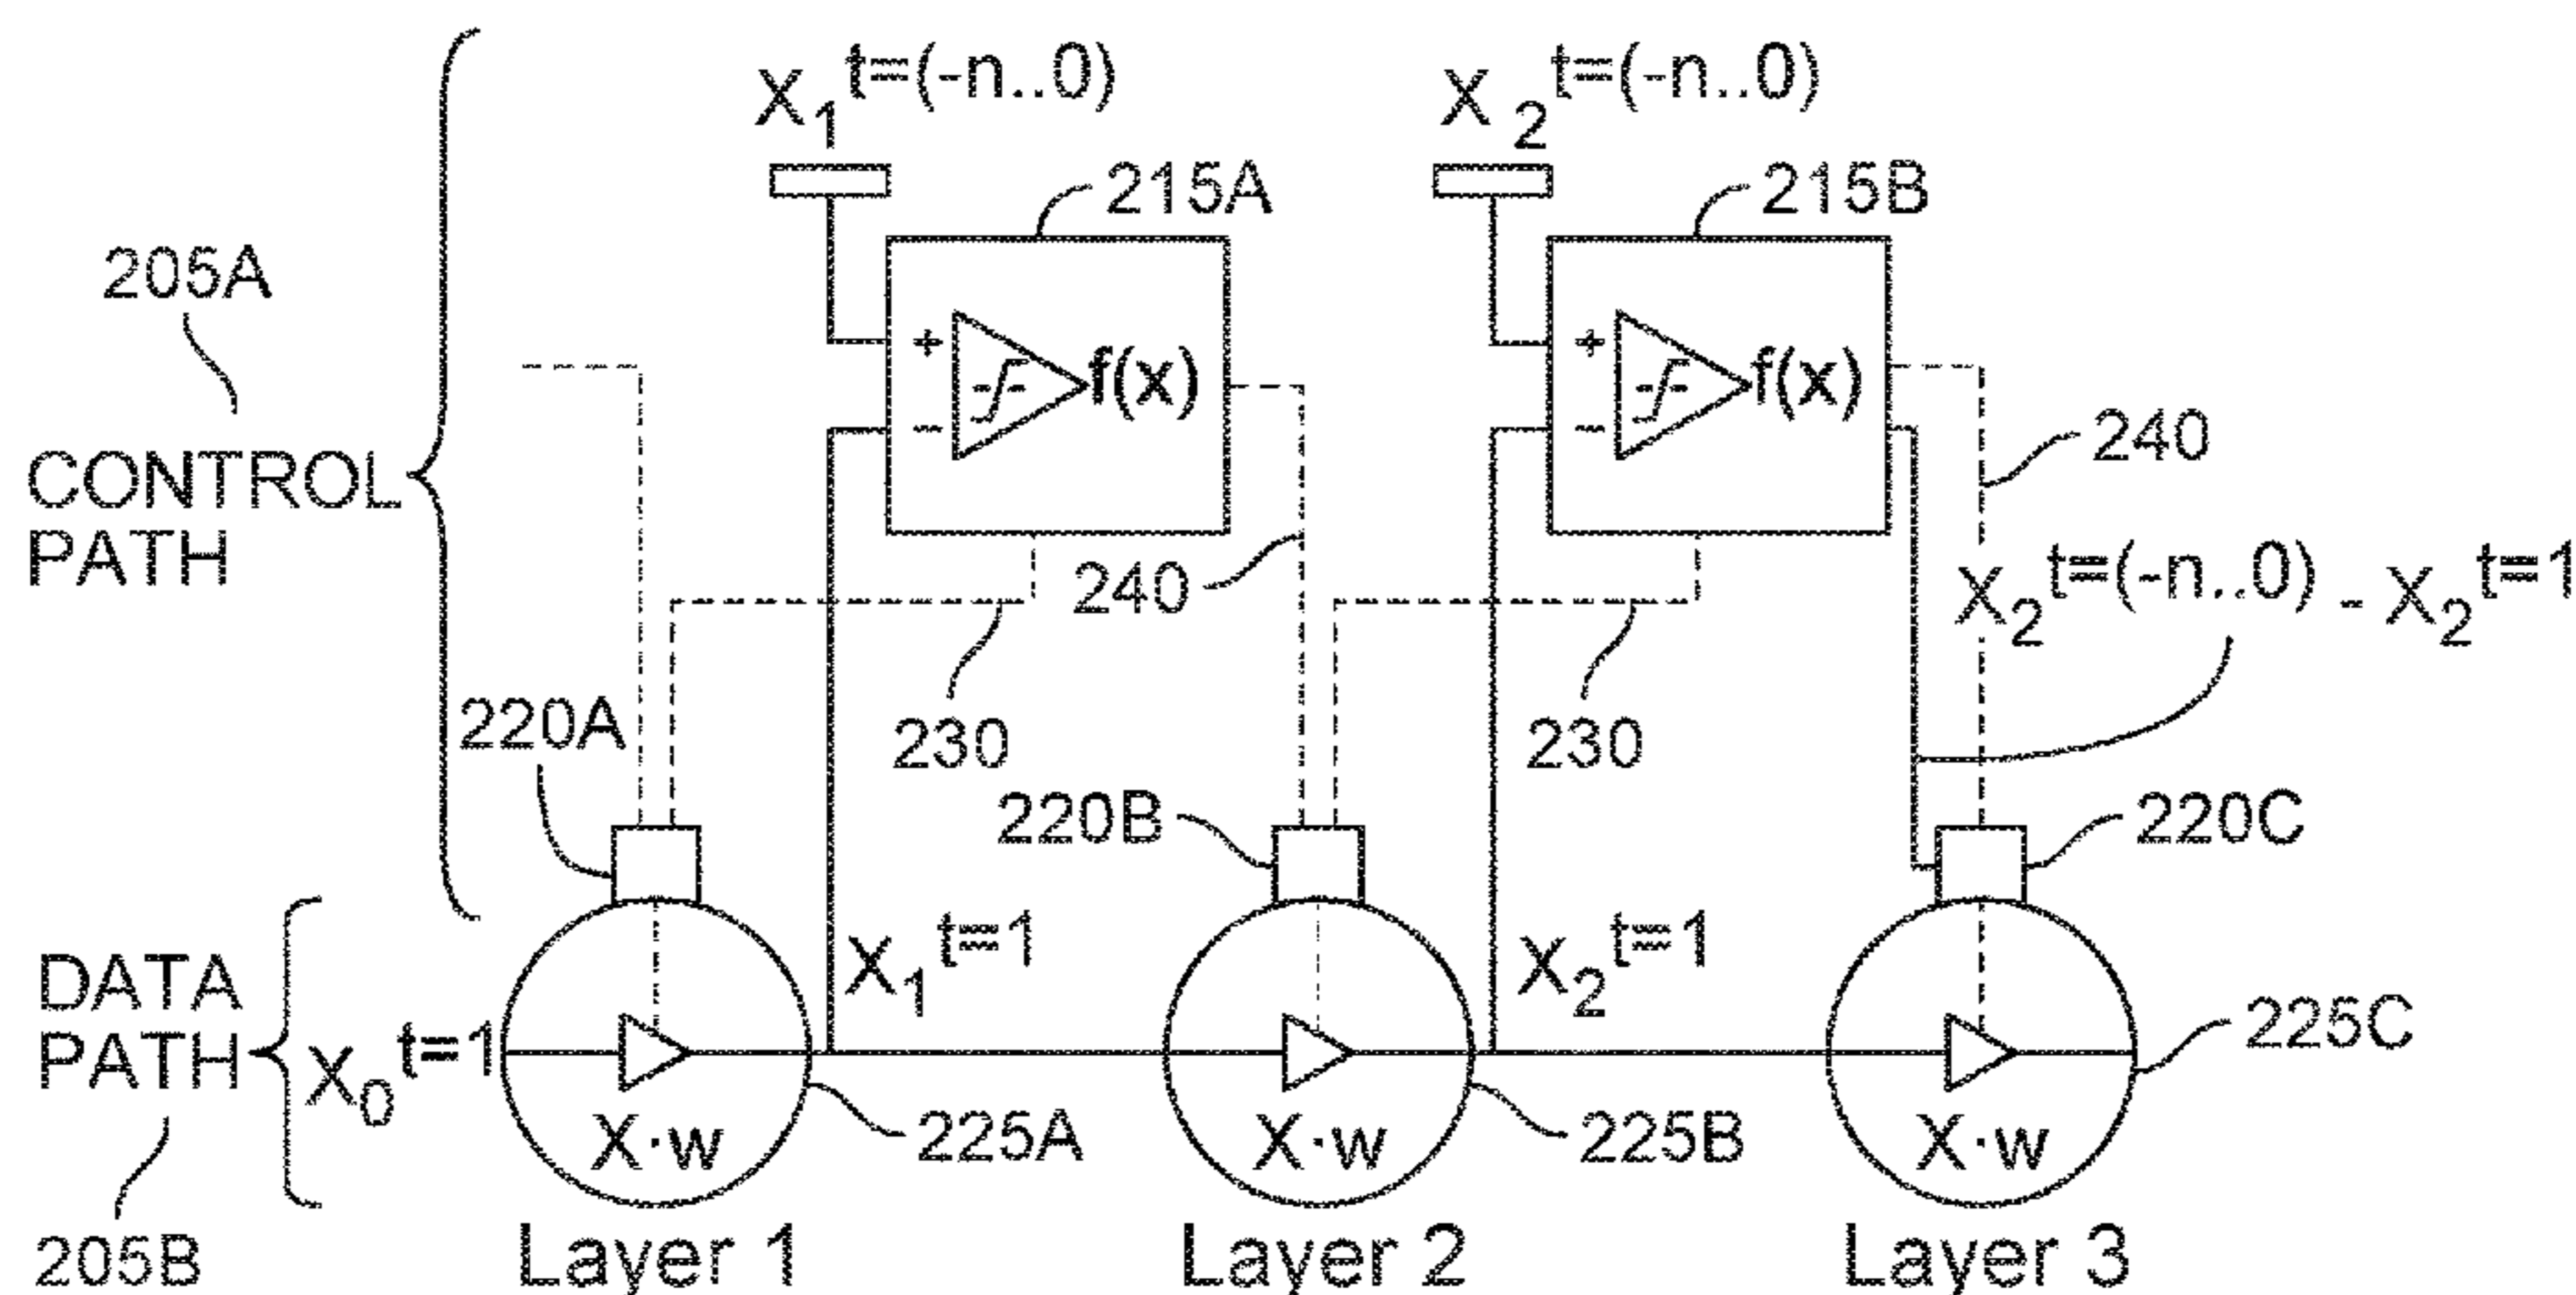 X₁ᵗ⁼⁽⁻ⁿ··⁰⁾
X₂ᵗ⁼⁽⁻ⁿ··⁰⁾
215A
215B
205A
CONTROL
PATH
+
-
f(x)
+
-
f(x)
240
240
X₂ᵗ⁼⁽⁻ⁿ··⁰⁾ - X₂ᵗ⁼¹
230
230
220A
220B
220C
DATA
PATH
X₀ᵗ⁼¹
X₁ᵗ⁼¹
X₂ᵗ⁼¹
X·w
X·w
X·w
225A
225B
225C
205B
Layer 1
Layer 2
Layer 3